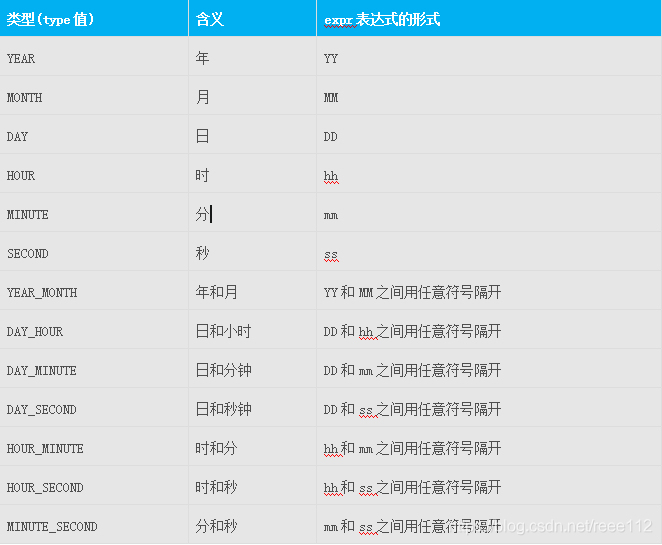 类型(type 值) 含义 expr 表达式的形式
YEAR 年 YY
MONTH 月 MM
DAY 日 DD
HOUR 时 hh
MINUTE 分 mm
SECOND 秒 ss
YEAR_MONTH 年和月 YY 和 MM 之间用任意符号隔开
DAY_HOUR 日和小时 DD 和 hh 之间用任意符号隔开
DAY_MINUTE 日和分钟 DD 和 mm 之间用任意符号隔开
DAY_SECOND 日和秒钟 DD 和 ss 之间用任意符号隔开
HOUR_MINUTE 时和分 hh 和 mm 之间用任意符号隔开
HOUR_SECOND 时和秒 hh 和 ss 之间用任意符号隔开
MINUTE_SECOND 分和秒 mm 和 ss 之间用任意符号隔开
blog.csdn.net/reee112